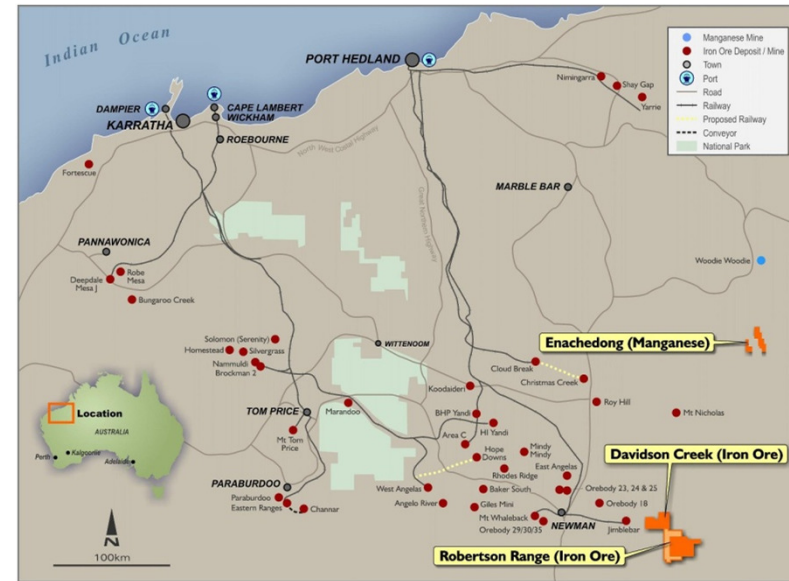 Indian Ocean
Manganese Mine
Iron Ore Deposit / Mine
Town
Port
Road
Railway
Proposed Railway
Conveyor
National Park
PORT HEDLAND
Nimingarra
Shay Gap
Yarrie
DAMPIER
CAPE LAMBERT
WICKHAM
KARRATHA
ROEBOURNE
North West Costal Highway
Great Northern Highway
Fortescue
MARBLE BAR
PANNAWONICA
Robe
Mesa
Deepdale
Mesa J
Bungaroo Creek
Woodie Woodie
Solomon (Serenity)
Homestead
Silvergrass
Nammuldi
Brockman 2
WITTENOOM
Enachedong (Manganese)
Cloud Break
Christmas Creek
Koodaideri
Roy Hill
Mt Nicholas
TOM PRICE
Marandoo
BHP Yandi
HI Yandi
Mt Tom
Price
Area C
Hope
Downs
Mindy
Mindy
Rhodes Ridge
East Angelas
Davidson Creek (Iron Ore)
PARABURDOO
Paraburdoo
Eastern Ranges
Channar
West Angelas
Angelo River
Baker South
Giles Mini
Orebody 23, 24 & 25
Orebody 18
Mt Whaleback
Orebody 29/30/35
NEWMAN
Jimblebar
Robertson Range (Iron Ore)
Location
AUSTRALIA
Perth
Kalgoorlie
Adelaide
N
100km